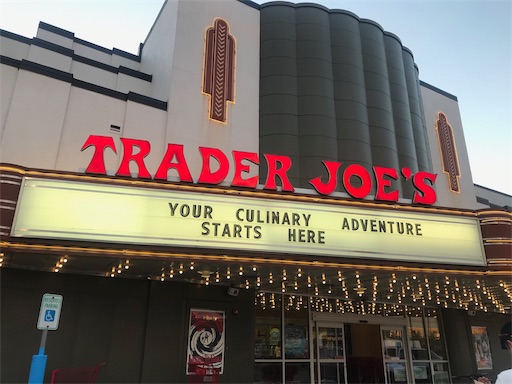 TRADER JOE'S
YOUR CULINARY ADVENTURE
STARTS HERE